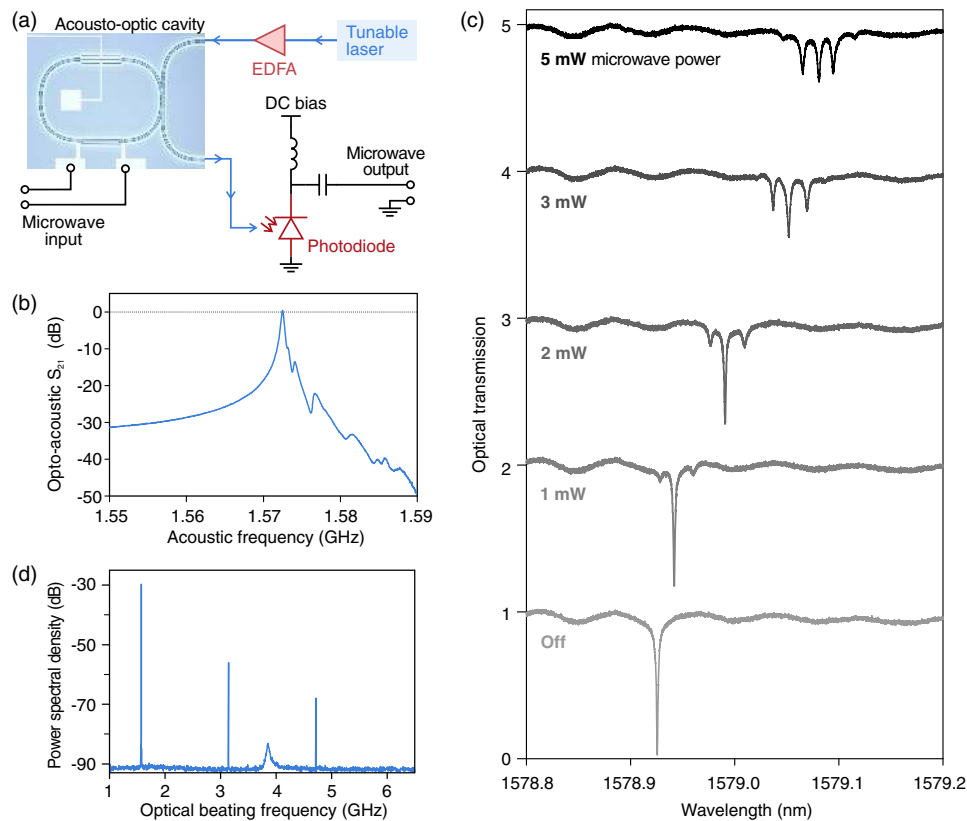 (a)
Acousto-optic cavity
EDFA
Tunable
laser
DC bias
Microwave
output
Microwave
input
Photodiode
(b)
Opto-acoustic S21 (dB)
0
-10
-20
-30
-40
-50
1.55 1.56 1.57 1.58 1.59
Acoustic frequency (GHz)
(d)
Power spectral density (dB)
-30
-50
-70
-90
1 2 3 4 5 6
Optical beating frequency (GHz)
(c)
Optical transmission
5
5 mW microwave power
4
3 mW
3
2 mW
2
1 mW
1
Off
0
1578.8 1578.9 1579.0 1579.1 1579.2
Wavelength (nm)